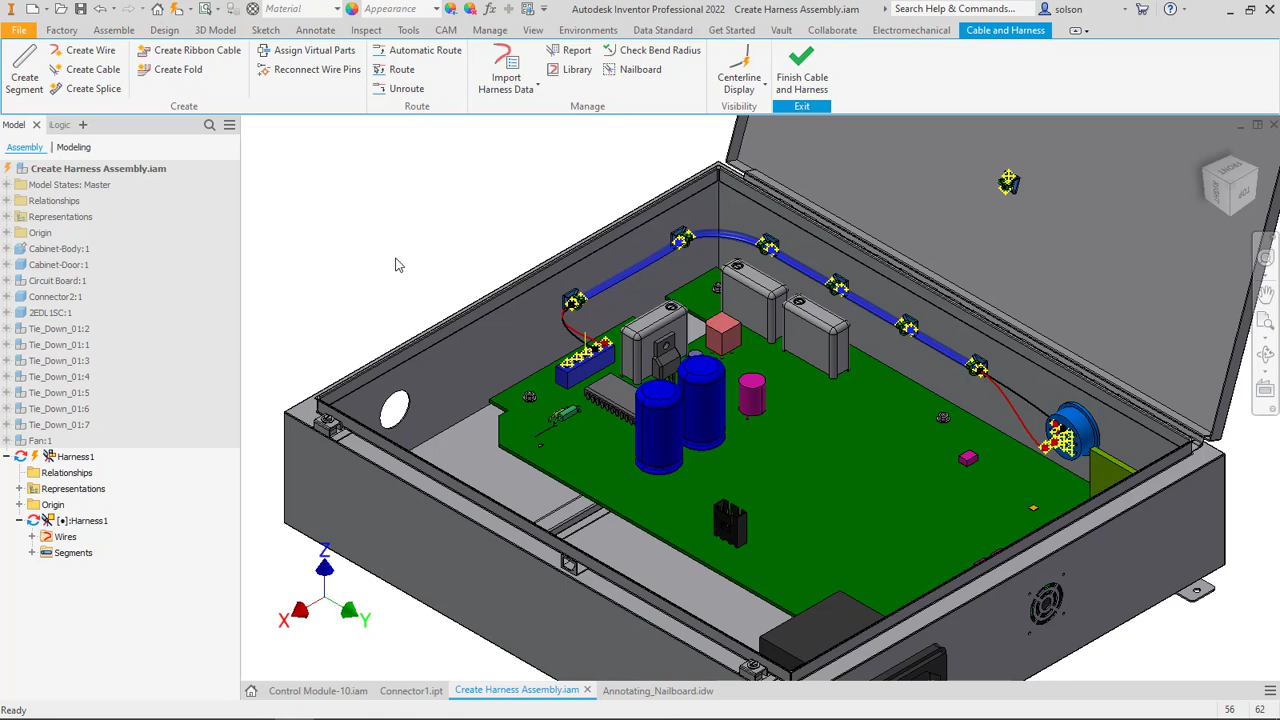 Material
Appearance
Autodesk Inventor Professional 2022 Create Harness Assembly.iam
Search Help & Commands...
solson
File Factory Assemble Design 3D Model Sketch Annotate Inspect Tools CAM Manage View Environments Data Standard Get Started Vault Collaborate Electromechanical Cable and Harness
Create Segment
Create Wire
Create Cable
Create Splice
Create Ribbon Cable
Create Fold
Create
Assign Virtual Parts
Reconnect Wire Pins
Automatic Route
Route
Unroute
Route
Import Harness Data
Report
Library
Check Bend Radius
Nailboard
Manage
Centerline Display
Visibility
Finish Cable and Harness
Exit
Model iLogic
Assembly Modeling
Create Harness Assembly.iam
Model States: Master
Relationships
Representations
Origin
Cabinet-Body:1
Cabinet-Door:1
Circuit Board:1
Connector2:1
2EDL1SC:1
Tie_Down_01:2
Tie_Down_01:1
Tie_Down_01:3
Tie_Down_01:4
Tie_Down_01:5
Tie_Down_01:6
Tie_Down_01:7
Fan:1
Harness1
Relationships
Representations
Origin
[•]:Harness1
Wires
Segments
FRONT
RIGHT
TOP
Z
X
Y
Control Module-10.iam Connector1.ipt Create Harness Assembly.iam Annotating_Nailboard.idw
Ready
56 62